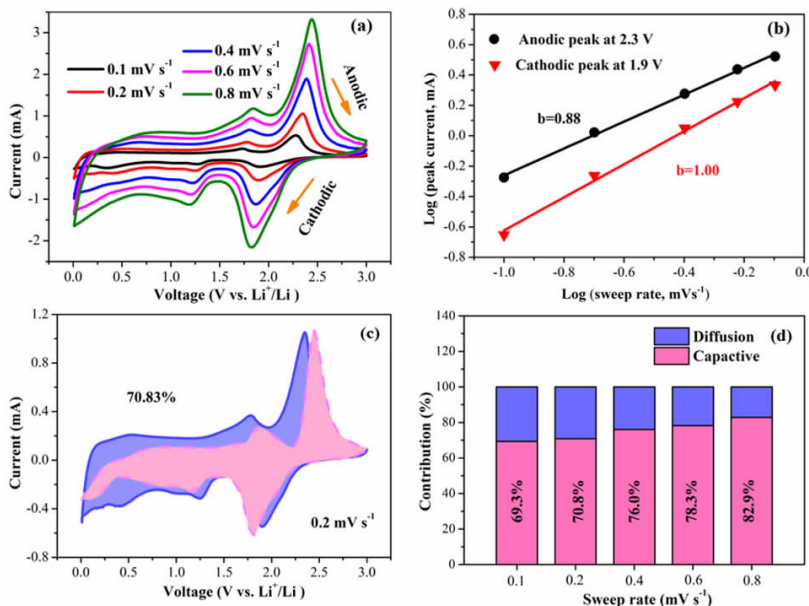 (a)
0.1 mV s⁻¹
0.2 mV s⁻¹
0.4 mV s⁻¹
0.6 mV s⁻¹
0.8 mV s⁻¹
Anodic
Cathodic
3
2
1
0
-1
-2
Current (mA)
0.0 0.5 1.0 1.5 2.0 2.5 3.0
Voltage (V vs. Li⁺/Li)
(b)
Anodic peak at 2.3 V
Cathodic peak at 1.9 V
b=0.88
b=1.00
0.8
0.6
0.4
0.2
0.0
-0.2
-0.4
-0.6
-0.8
Log (peak current, mA)
-1.0 -0.8 -0.6 -0.4 -0.2 0.0
Log (sweep rate, mVs⁻¹)
(c)
70.83%
0.2 mV s⁻¹
1.2
0.8
0.4
0.0
-0.4
-0.8
Current (mA)
0.0 0.5 1.0 1.5 2.0 2.5 3.0
Voltage (V vs. Li⁺/Li)
(d)
Diffusion
Capactive
140
120
100
80
60
40
20
0
Contribution (%)
69.3%
70.8%
76.0%
78.3%
82.9%
0.1 0.2 0.4 0.6 0.8
Sweep rate (mV s⁻¹)